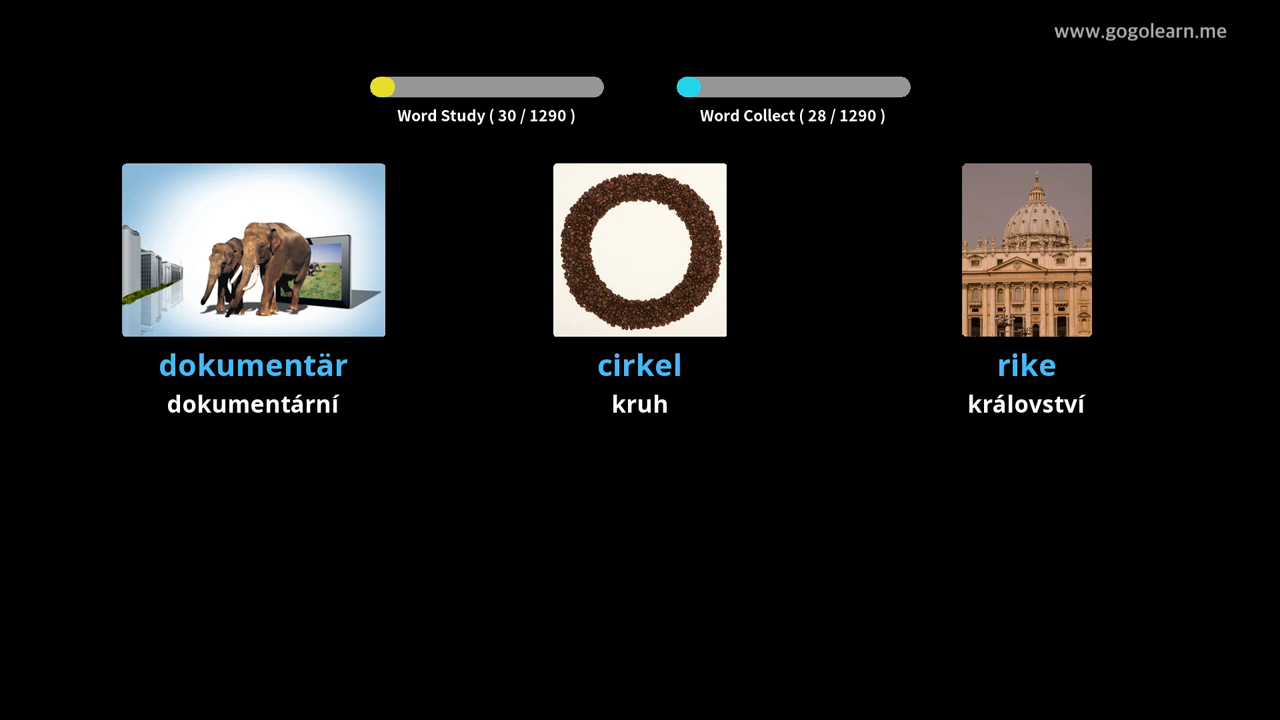 www.gogolearn.me
Word Study ( 30 / 1290 )
Word Collect ( 28 / 1290 )
dokumentär
dokumentární
cirkel
kruh
rike
království